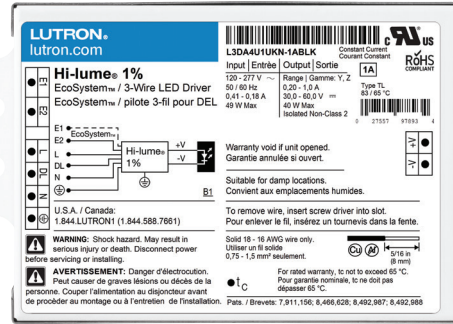 LUTRON®
lutron.com
c RU US
L3DA4U1UKN-1ABLK
Constant Current
Courant Constant
Input | Entrée
Output | Sortie
1A
RoHS
COMPLIANT
120 - 277 V ~
50 / 60 Hz
0,41 - 0,18 A
49 W Max
Range | Gamme: Y, Z
0,20 - 1,0 A
30,0 - 60,0 V ⎓
40 W Max
Isolated Non-Class 2
Type TL
83 / 65 °C
0 27557 97093 4
Hi-lume® 1%
EcoSystem™ / 3-Wire LED Driver
EcoSystem™ / pilote 3-fil pour DEL
E1
E2
L
DL
N
E1
E2
EcoSystem™
L
DL
N
Hi-lume®
1%
+V
-V
B1
Warranty void if unopened.
Garantie annulée si ouvert.
+V
-V
Suitable for damp locations.
Convient aux emplacements humides.
U.S.A. / Canada:
1.844.LUTRON1 (1.844.588.7661)
To remove wire, insert screw driver into slot.
Pour enlever le fil, insérez un tournevis dans la fente.
WARNING: Shock hazard. May result in
serious injury or death. Disconnect power
before servicing or installing.
Solid 18 - 16 AWG wire only.
Utiliser un fil solide
0,75 - 1,5 mm² seulement.
Cu
Al
5/16 in
(8 mm)
AVERTISSEMENT: Danger d'électrocution.
Peut causer de graves lésions ou décès de la
personne. Couper l'alimentation au disjoncteur avant
de procéder au montage ou à l'entretien de l'installation.
tc
For rated warranty, tc not to exceed 65 °C.
Pour garantie nominale, tc ne doit pas
dépasser 65 °C.
Pats. / Brevets: 7,911,156; 8,466,628; 8,492,987; 8,492,988